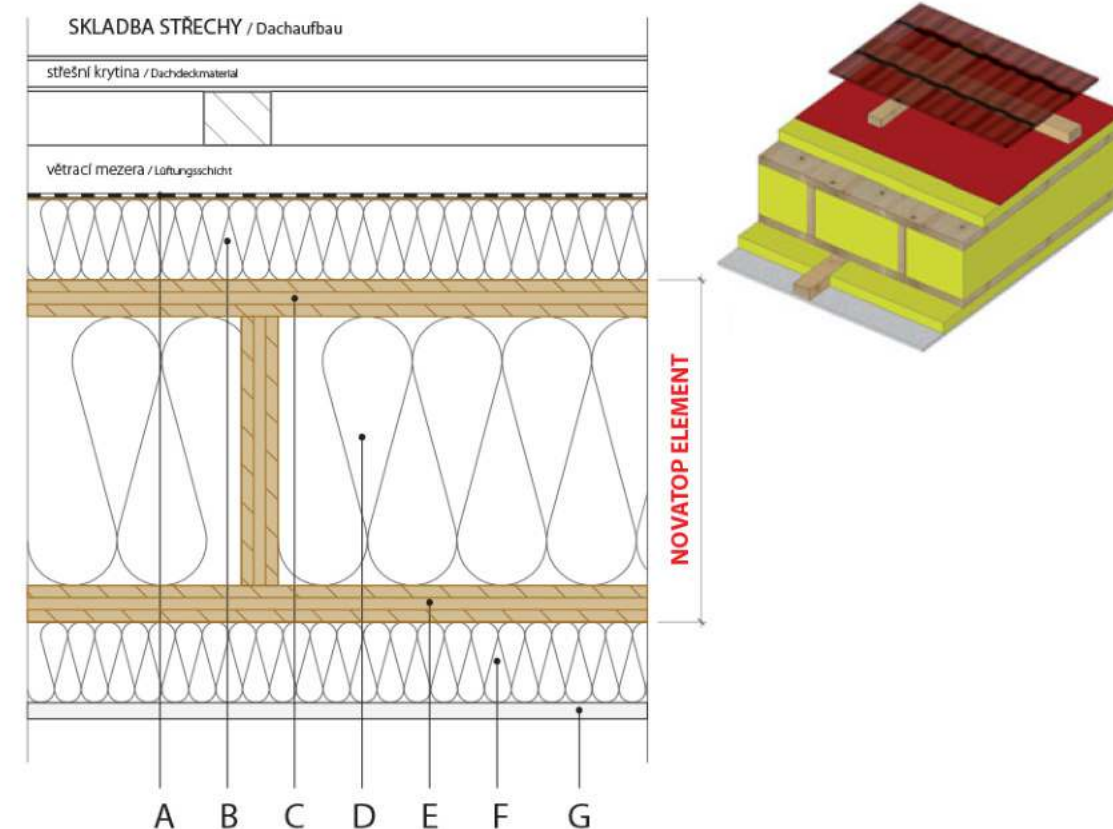 SKLADBA STŘECHY / Dachaufbau
střešní krytina / Dachdeckmaterial
větrací mezera / Lüftungsschicht
NOVATOP ELEMENT
A B C D E F G